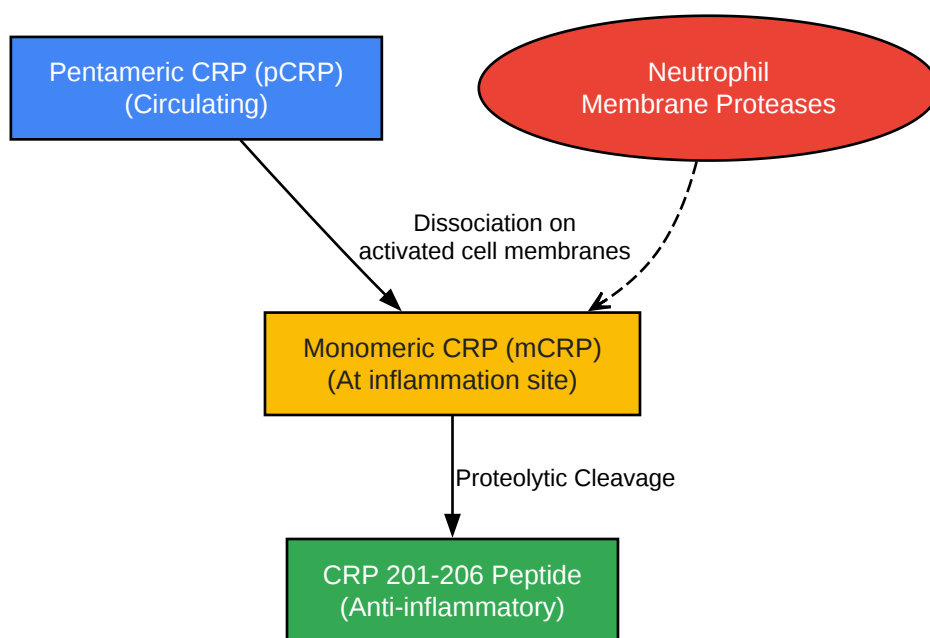 Pentameric CRP (pCRP)
(Circulating)
Neutrophil
Membrane Proteases
Dissociation on
activated cell membranes
Monomeric CRP (mCRP)
(At inflammation site)
Proteolytic Cleavage
CRP 201-206 Peptide
(Anti-inflammatory)